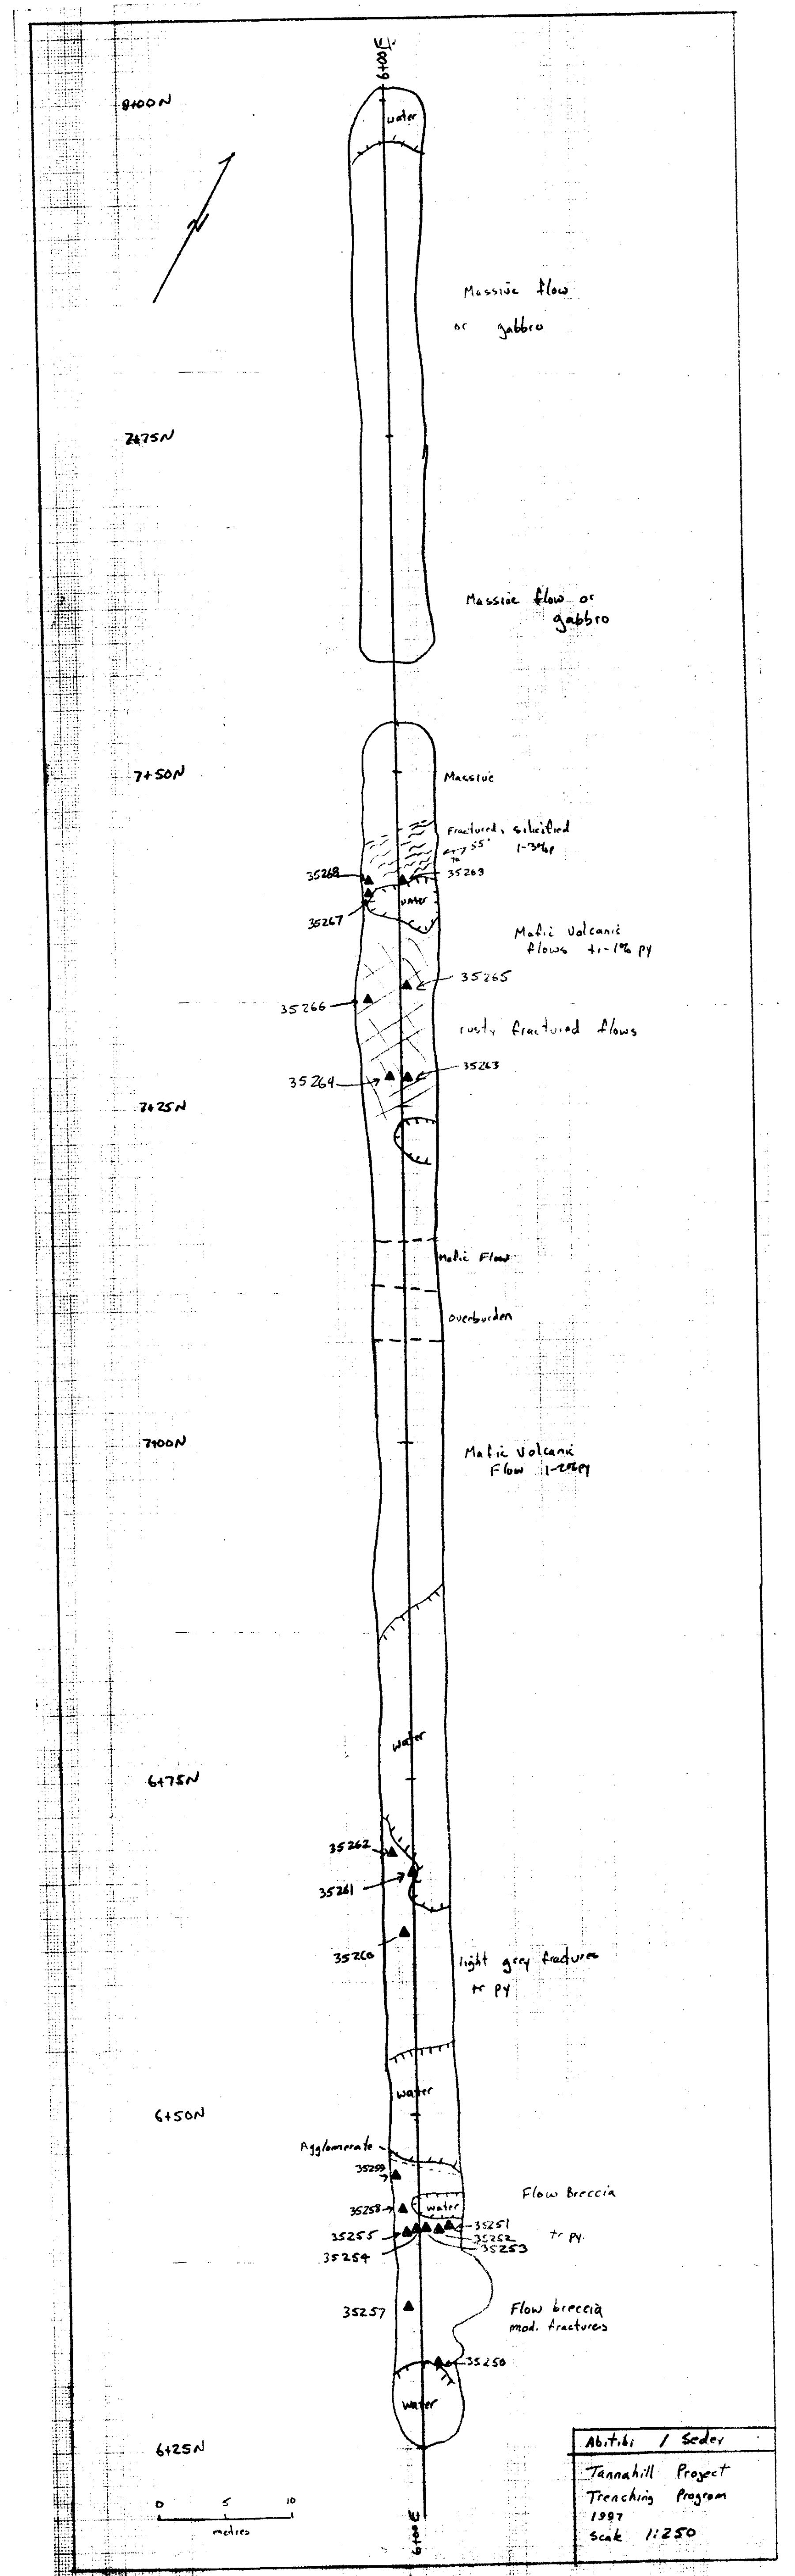 6+00E
8+00N
water
N
Massive flow
or gabbro
7+75N
Massive flow or
gabbro
7+50N
Massive
Fractured, silicified
55°
1-3% p
70
35268
35269
water
35267
Mafic Volcanic
flows tr-1% py
35265
35266
rusty fractured flows
35263
35264
7+25N
Mafic Flow
overburden
7+00N
Mafic Volcanic
Flow 1-2% py
water
6+75N
35262
35261
35260
light grey fractures
tr py
water
6+50N
Agglomerate
35259
Flow Breccia
35258
water
35251
35255
35252
tr py.
35254
35253
35257
Flow breccia
mod. fractures
35250
water
6+25N
Abitibi / Seder
Tannahill Project
Trenching Program
1997
Scale 1:250
0 5 10
metres
6+00E